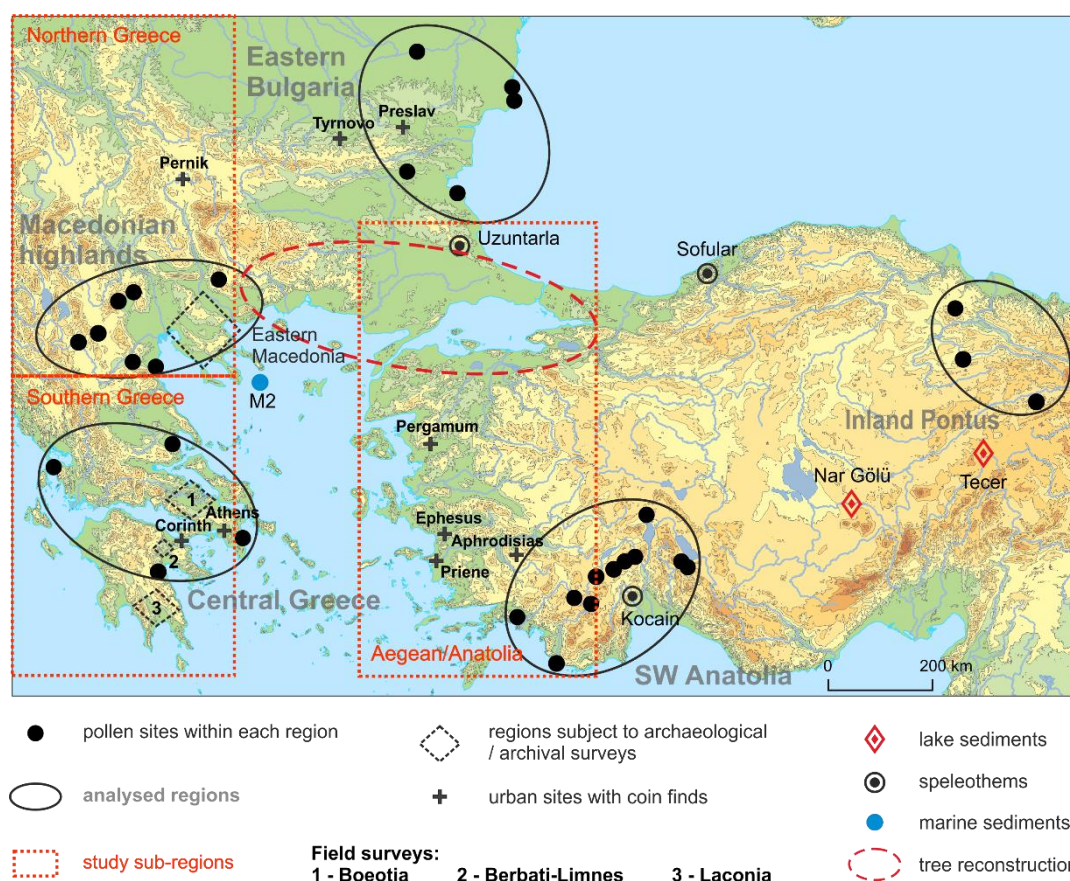 Northern Greece
Eastern
Bulgaria
Preslav
Tyrnovo
Pernik
Macedonian
highlands
Uzuntarla
Sofular
Eastern
Macedonia
M2
Southern Greece
Inland Pontus
Pergamum
Nar Gölü
Tecer
1
Athens
Corinth
2
Ephesus
Aphrodisias
Priene
3
Central Greece
Kocain
Aegean/Anatolia
SW Anatolia
0 200 km
pollen sites within each region
regions subject to archaeological
/ archival surveys
lake sediments
analysed regions
urban sites with coin finds
speleothems
marine sediments
study sub-regions
Field surveys:
1 - Boeotia 2 - Berbati-Limnes 3 - Laconia
tree reconstruction